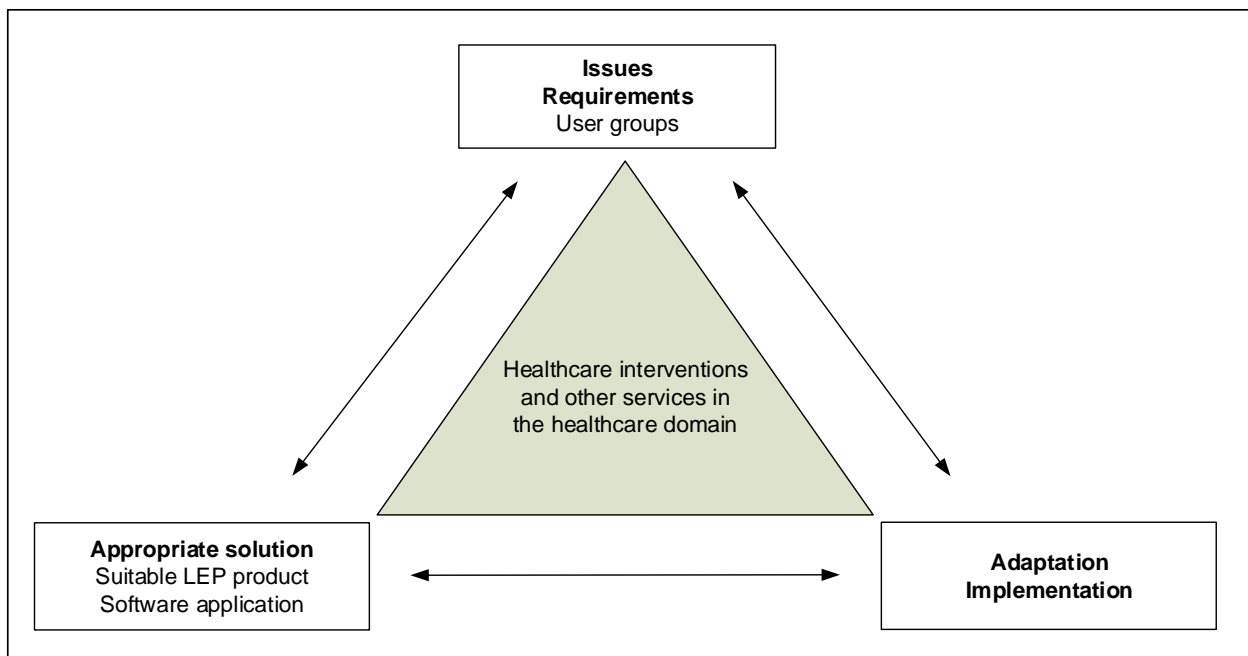 Issues
Requirements
User groups
Healthcare interventions
and other services in
the healthcare domain
Appropriate solution
Suitable LEP product
Software application
Adaptation
Implementation